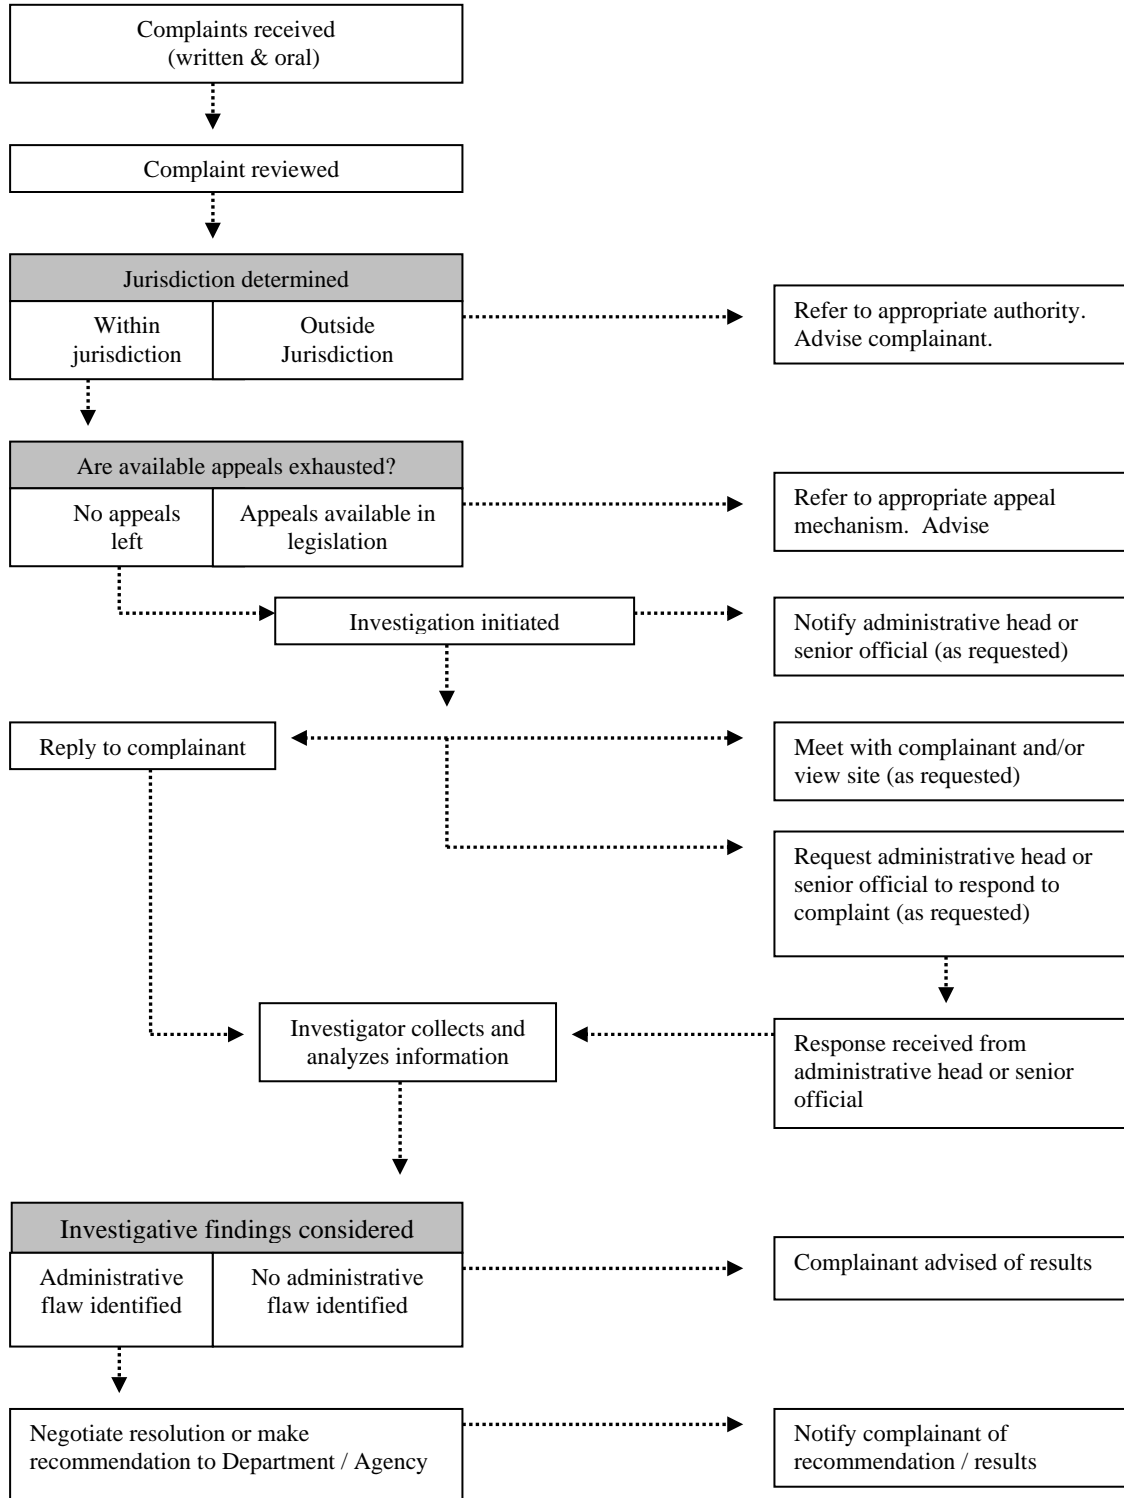 Complaints received
(written & oral)
Complaint reviewed
Jurisdiction determined
Within
jurisdiction
Outside
Jurisdiction
Refer to appropriate authority.
Advise complainant.
Are available appeals exhausted?
No appeals
left
Appeals available in
legislation
Refer to appropriate appeal
mechanism.  Advise
Investigation initiated
Notify administrative head or
senior official (as requested)
Reply to complainant
Meet with complainant and/or
view site (as requested)
Request administrative head or
senior official to respond to
complaint (as requested)
Investigator collects and
analyzes information
Response received from
administrative head or senior
official
Investigative findings considered
Administrative
flaw identified
No administrative
flaw identified
Complainant advised of results
Negotiate resolution or make
recommendation to Department / Agency
Notify complainant of
recommendation / results